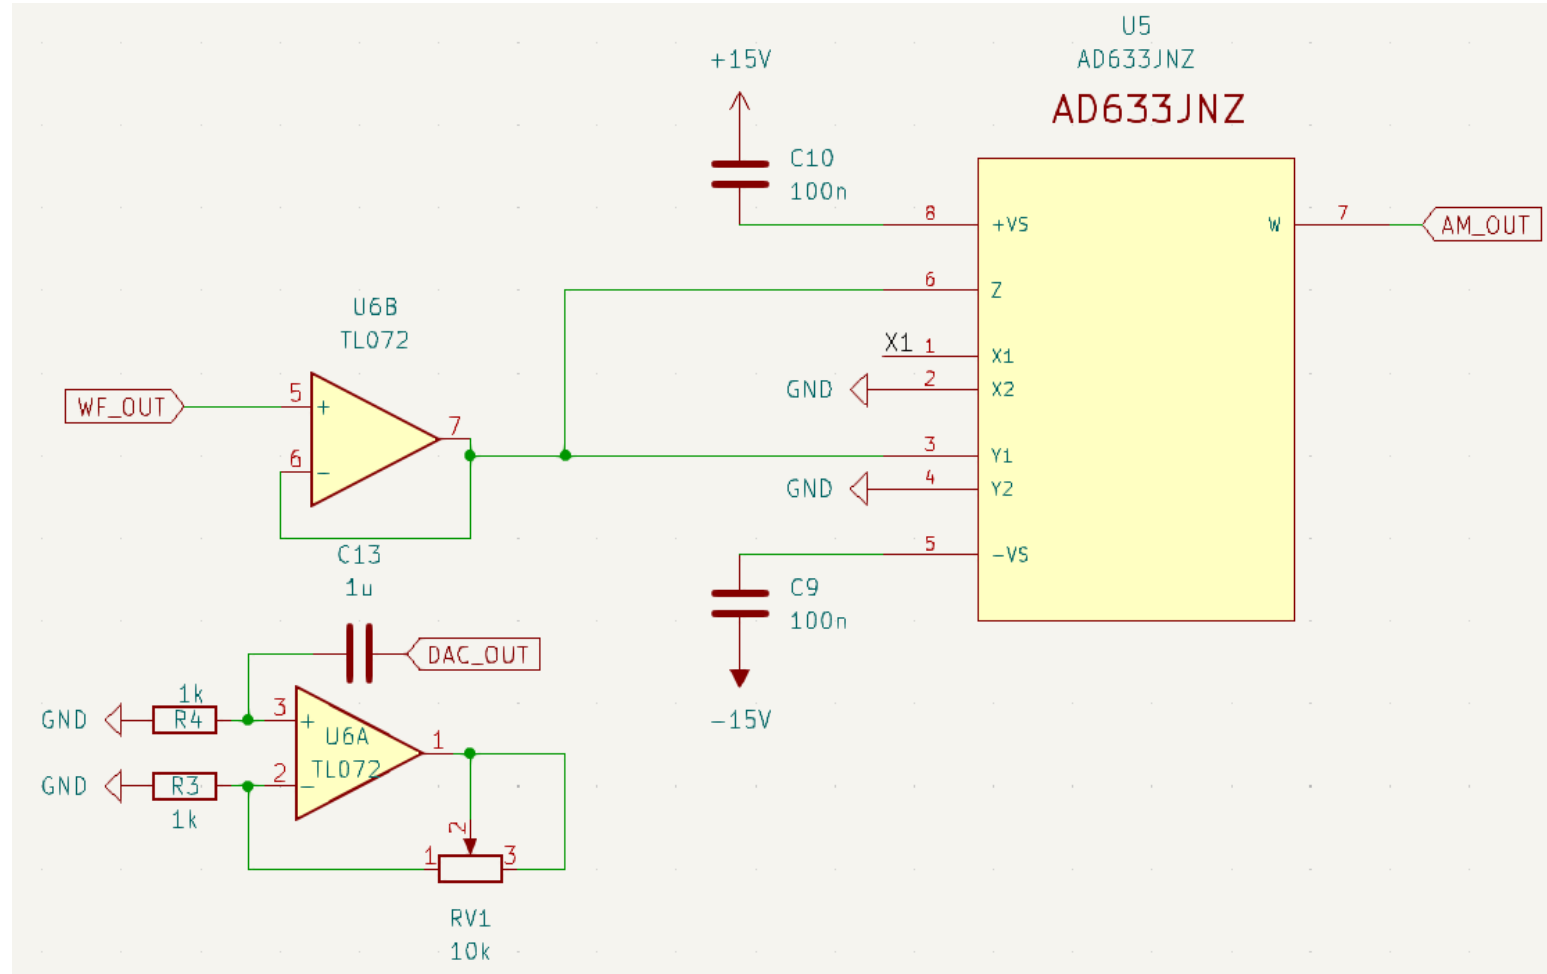 U5
AD633JNZ
AD633JNZ
+15V
C10
100n
8
+VS
W
7
AM_OUT
6
Z
U6B
TL072
X1
1
X1
GND
2
X2
WF_OUT
5
+
7
6
-
3
Y1
GND
4
Y2
5
-VS
C13
1u
C9
100n
DAC_OUT
-15V
1k
GND
R4
3
+
U6A
TL072
1
GND
R3
2
-
1k
2
1
3
RV1
10k